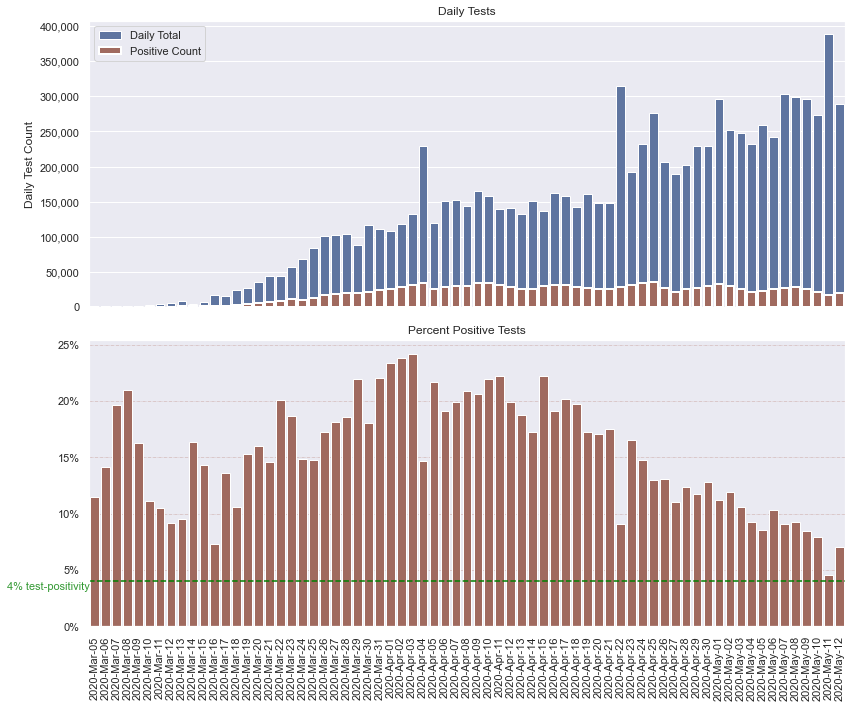 Daily Tests
400,000
350,000
300,000
250,000
200,000
150,000
100,000
50,000
0
Daily Test Count
Daily Total
Positive Count
Percent Positive Tests
25%
20%
15%
10%
5%
4% test-positivity
0%
2020-Mar-05
2020-Mar-06
2020-Mar-07
2020-Mar-08
2020-Mar-09
2020-Mar-10
2020-Mar-11
2020-Mar-12
2020-Mar-13
2020-Mar-14
2020-Mar-15
2020-Mar-16
2020-Mar-17
2020-Mar-18
2020-Mar-19
2020-Mar-20
2020-Mar-21
2020-Mar-22
2020-Mar-23
2020-Mar-24
2020-Mar-25
2020-Mar-26
2020-Mar-27
2020-Mar-28
2020-Mar-29
2020-Mar-30
2020-Mar-31
2020-Apr-01
2020-Apr-02
2020-Apr-03
2020-Apr-04
2020-Apr-05
2020-Apr-06
2020-Apr-07
2020-Apr-08
2020-Apr-09
2020-Apr-10
2020-Apr-11
2020-Apr-12
2020-Apr-13
2020-Apr-14
2020-Apr-15
2020-Apr-16
2020-Apr-17
2020-Apr-18
2020-Apr-19
2020-Apr-20
2020-Apr-21
2020-Apr-22
2020-Apr-23
2020-Apr-24
2020-Apr-25
2020-Apr-26
2020-Apr-27
2020-Apr-28
2020-Apr-29
2020-Apr-30
2020-May-01
2020-May-02
2020-May-03
2020-May-04
2020-May-05
2020-May-06
2020-May-07
2020-May-08
2020-May-09
2020-May-10
2020-May-11
2020-May-12